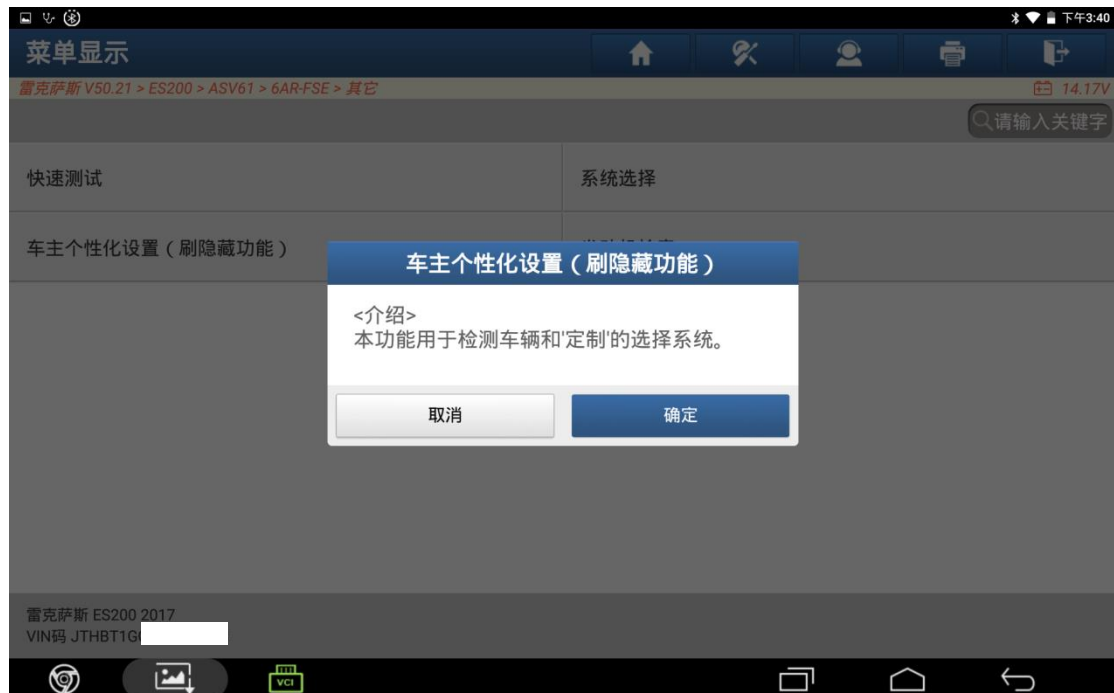 下午3:40
菜单显示
雷克萨斯 V50.21 > ES200 > ASV61 > 6AR-FSE > 其它
14.17V
请输入关键字
快速测试
系统选择
车主个性化设置（刷隐藏功能）
车主个性化设置（刷隐藏功能）
<介绍>
本功能用于检测车辆和'定制'的选择系统。
取消
确定
雷克萨斯 ES200 2017
VIN码 JTHBT1G
VCI